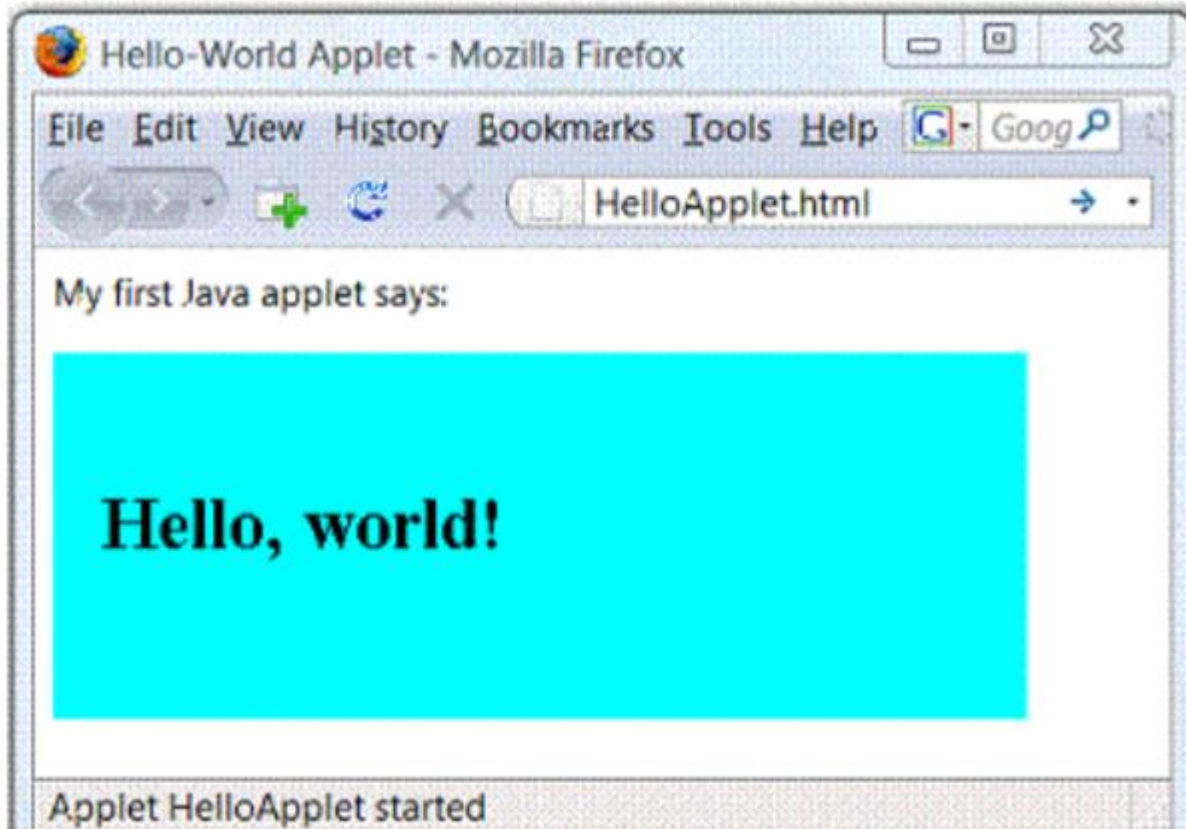 Hello-World Applet - Mozilla Firefox
File Edit View History Bookmarks Tools Help G Goog
HelloApplet.html
My first Java applet says:
Hello, world!
Applet HelloApplet started